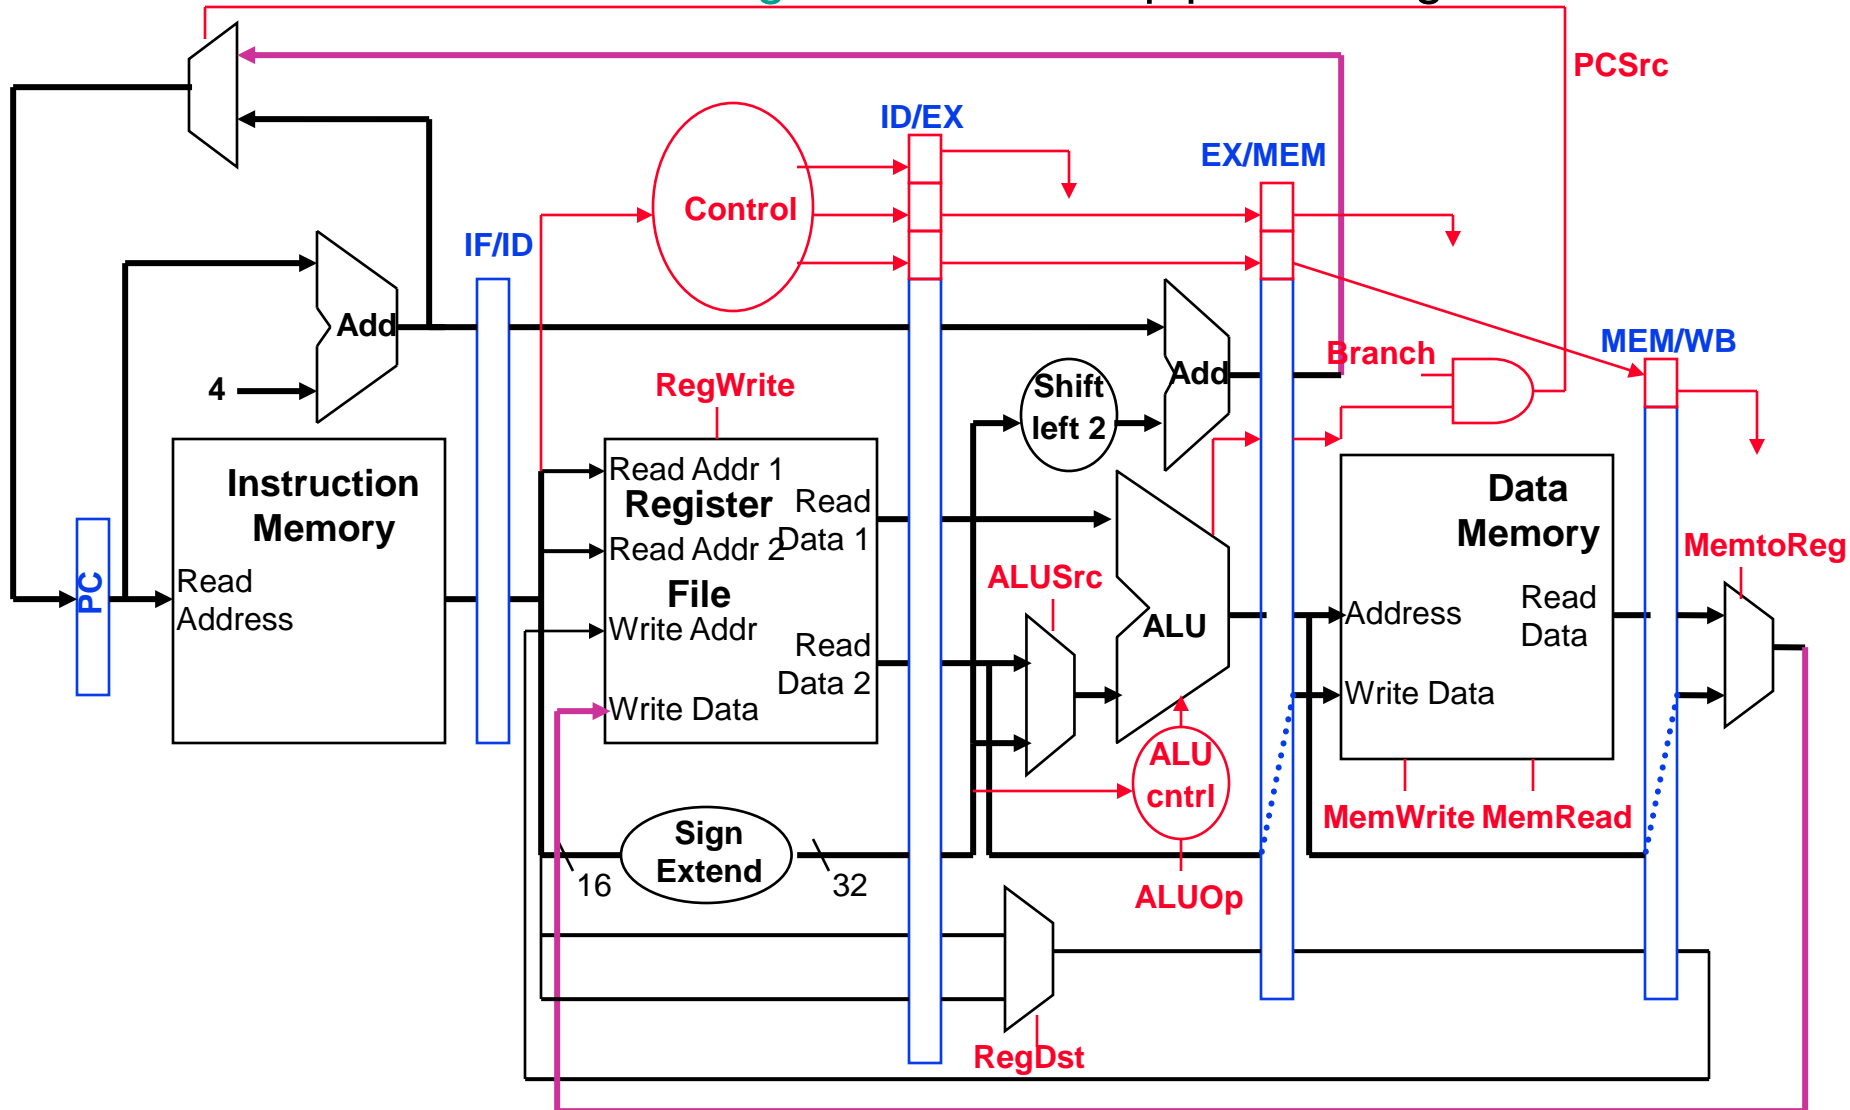 PCSrc
ID/EX
EX/MEM
Control
IF/ID
Add
4
RegWrite
Shift
left 2
Add
Branch
MEM/WB
Instruction
Memory
Read
Address
PC
Read Addr 1
Register
Read Addr 2
File
Write Addr
Write Data
Read
Data 1
Read
Data 2
ALUSrc
ALU
ALU
cntrl
ALUOp
Data
Memory
Address
Read
Data
Write Data
MemtoReg
MemWrite
MemRead
Sign
Extend
16
32
RegDst